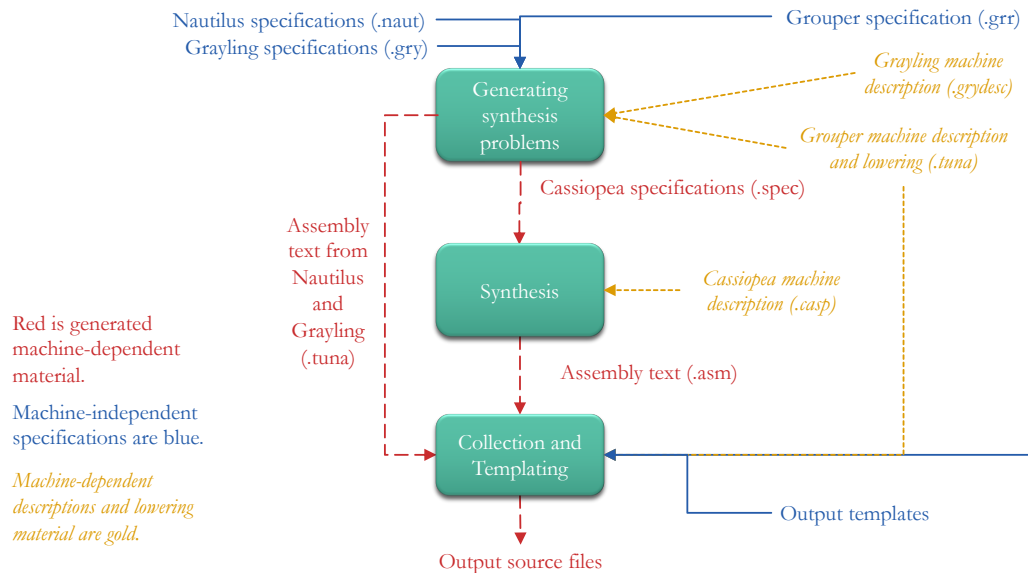 Nautilus specifications (.naut)
Grayling specifications (.gry)
Grouper specification (.grr)
Grayling machine
description (.grydesc)
Generating
synthesis
problems
Grouper machine description
and lowering (.tuna)
Cassiopea specifications (.spec)
Assembly
text from
Nautilus
and
Grayling
(.tuna)
Synthesis
Cassiopea machine
description (.casp)
Red is generated
machine-dependent
material.
Assembly text (.asm)
Machine-independent
specifications are blue.
Collection and
Templating
Machine-dependent
descriptions and lowering
material are gold.
Output templates
Output source files